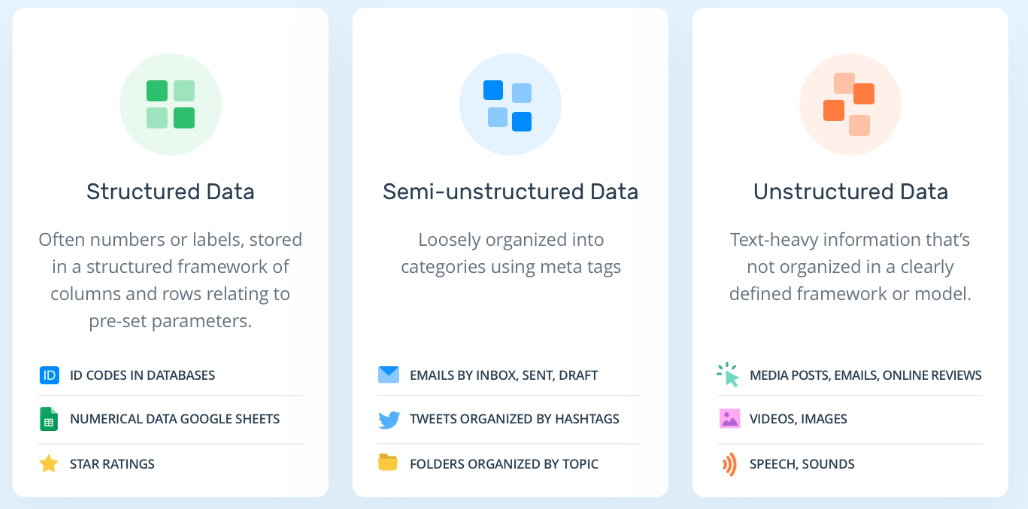 Structured Data
Often numbers or labels, stored
in a structured framework of
columns and rows relating to
pre-set parameters.
ID
ID CODES IN DATABASES
NUMERICAL DATA GOOGLE SHEETS
STAR RATINGS
Semi-unstructured Data
Loosely organized into
categories using meta tags
EMAILS BY INBOX, SENT, DRAFT
TWEETS ORGANIZED BY HASHTAGS
FOLDERS ORGANIZED BY TOPIC
Unstructured Data
Text-heavy information that’s
not organized in a clearly
defined framework or model.
MEDIA POSTS, EMAILS, ONLINE REVIEWS
VIDEOS, IMAGES
SPEECH, SOUNDS